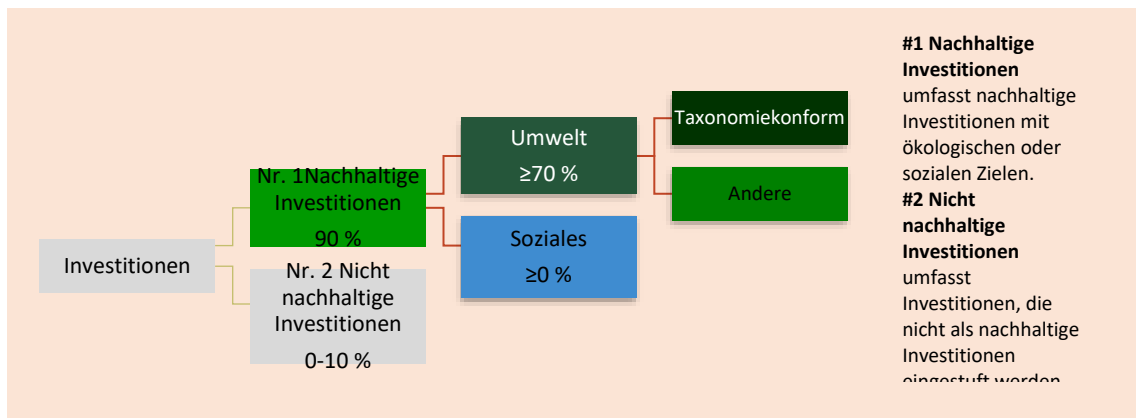 Investitionen
Nr. 1Nachhaltige
Investitionen
90 %
Nr. 2 Nicht
nachhaltige
Investitionen
0-10 %
Umwelt
≥70 %
Soziales
≥0 %
Taxonomiekonform
Andere
#1 Nachhaltige
Investitionen
umfasst nachhaltige
Investitionen mit
ökologischen oder
sozialen Zielen.
#2 Nicht
nachhaltige
Investitionen
umfasst
Investitionen, die
nicht als nachhaltige
Investitionen
eingestuft werden